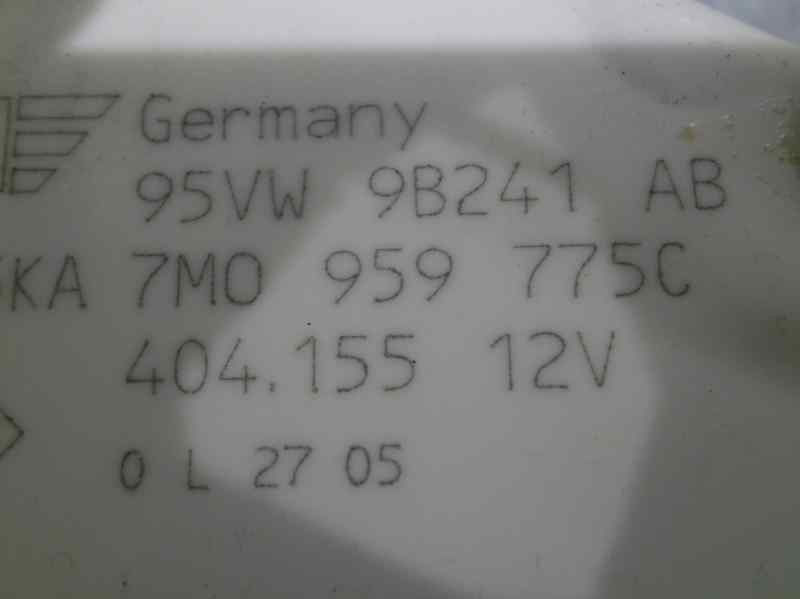 Germany
95VW 9B241 AB
KA 7M0 959 775C
404.155 12V
0 L 27 05